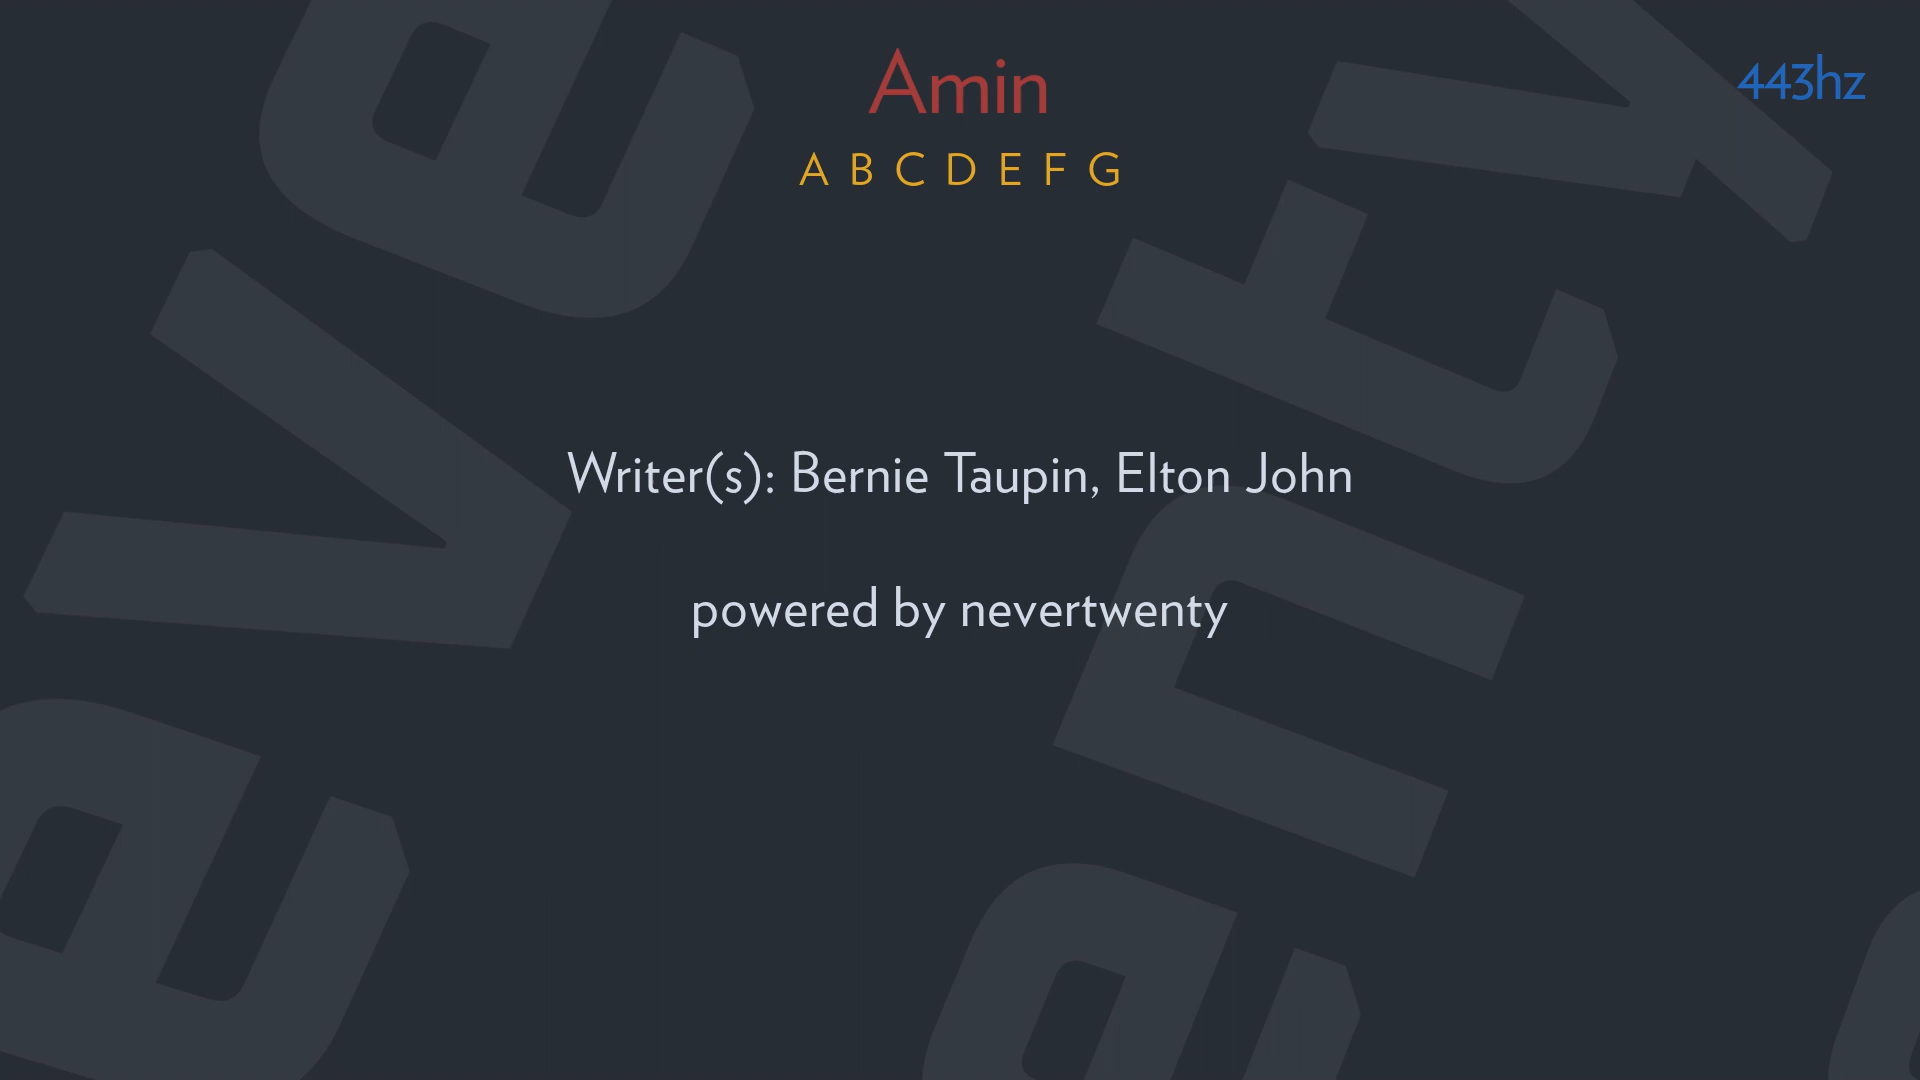 Amin
443hz
A B C D E F G
Writer(s): Bernie Taupin, Elton John
powered by nevertwenty